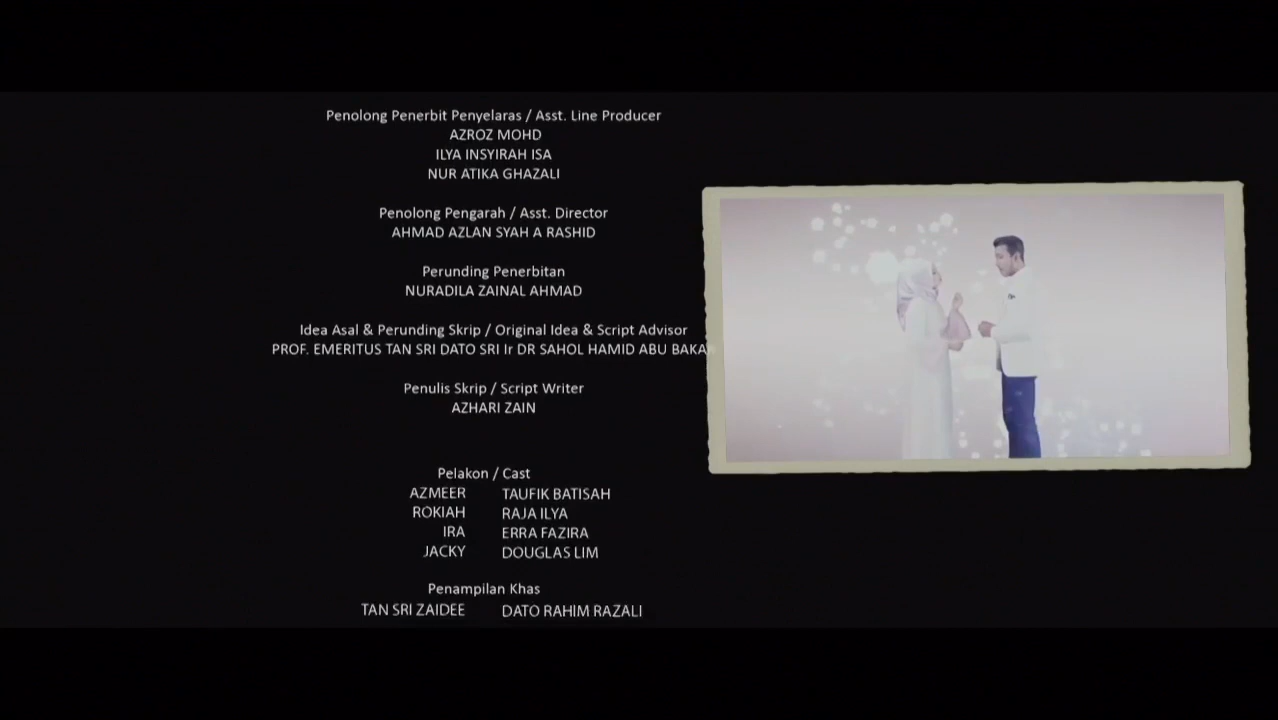 Penolong Penerbit Penyelaras / Asst. Line Producer
AZROZ MOHD
ILYA INSYIRAH ISA
NUR ATIKA GHAZALI
Penolong Pengarah / Asst. Director
AHMAD AZLAN SYAH A RASHID
Perunding Penerbitan
NURADILA ZAINAL AHMAD
Idea Asal & Perunding Skrip / Original Idea & Script Advisor
PROF. EMERITUS TAN SRI DATO SRI Ir DR SAHOL HAMID ABU BAKA
Penulis Skrip / Script Writer
AZHARI ZAIN
Pelakon / Cast
AZMEER TAUFIK BATISAH
ROKIAH RAJA ILYA
IRA ERRA FAZIRA
JACKY DOUGLAS LIM
Penampilan Khas
TAN SRI ZAIDEE DATO RAHIM RAZALI